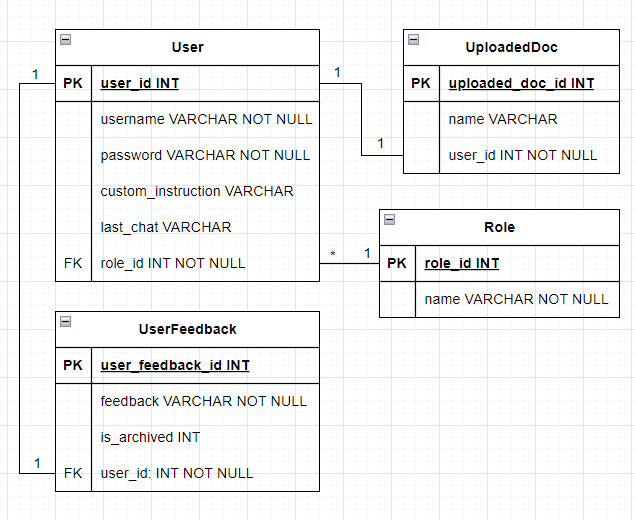 User
1
PK user_id INT
username VARCHAR NOT NULL
password VARCHAR NOT NULL
custom_instruction VARCHAR
last_chat VARCHAR
FK role_id INT NOT NULL
1
1
UploadedDoc
PK uploaded_doc_id INT
name VARCHAR
user_id INT NOT NULL
* 1
Role
PK role_id INT
name VARCHAR NOT NULL
UserFeedback
PK user_feedback_id INT
feedback VARCHAR NOT NULL
is_archived INT
1
FK user_id: INT NOT NULL